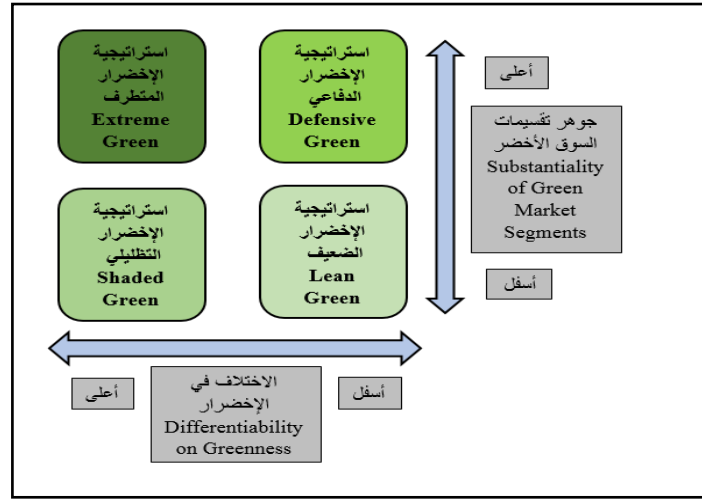 استراتيجية
الإخضرار
المتطرف
Extreme
Green
استراتيجية
الإخضرار
الدفاعي
Defensive
Green
أعلى
جوهر تقسيمات
السوق الأخضر
Substantiality
of Green
Market
Segments
أسفل
استراتيجية
الإخضرار
التظليلي
Shaded
Green
استراتيجية
الإخضرار
الضعيف
Lean
Green
أعلى
الاختلاف في
الإخضرار
Differentiability
on Greenness
أسفل